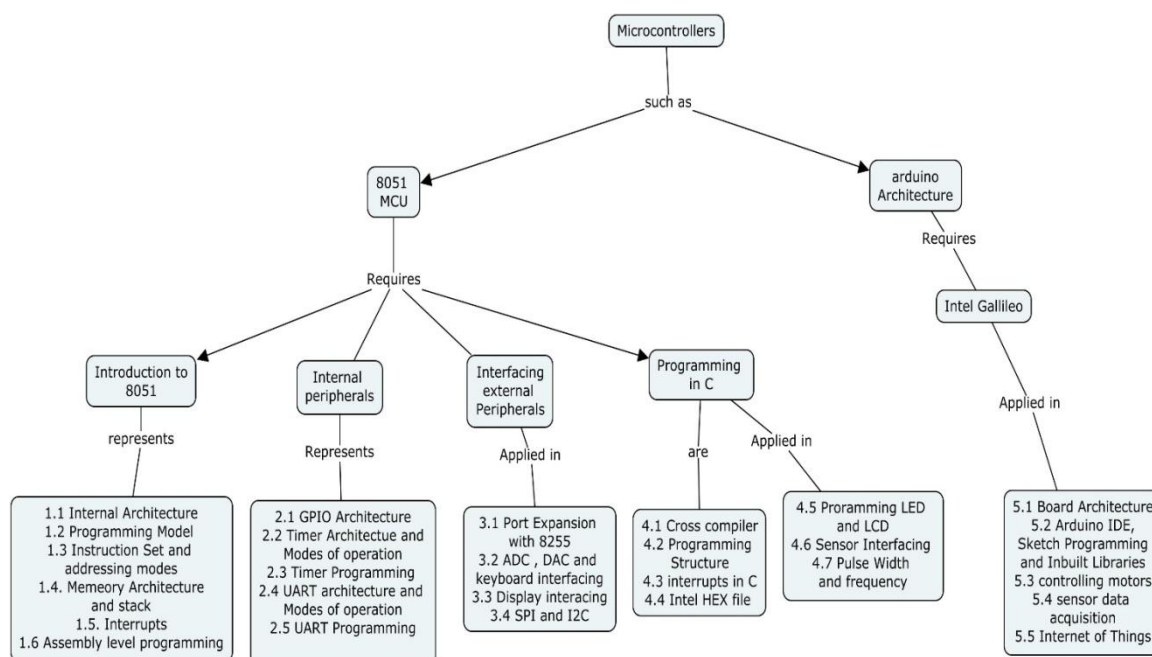 Microcontrollers
such as
8051
MCU
arduino
Architecture
Requires
Requires
Intel Gallileo
Introduction to
8051
Internal
peripherals
Interfacing
external
Peripherals
Programming
in C
Applied in
represents
Represents
Applied in
are
Applied in
1.1 Internal Architecture
1.2 Programming Model
1.3 Instruction Set and
addressing modes
1.4. Memeory Architecture
and stack
1.5. Interrupts
1.6 Assembly level programming
2.1 GPIO Architecture
2.2 Timer Architectue and
Modes of operation
2.3 Timer Programming
2.4 UART architecture and
Modes of operation
2.5 UART Programming
3.1 Port Expansion
with 8255
3.2 ADC , DAC and
keyboard interfacing
3.3 Display interacing
3.4 SPI and I2C
4.1 Cross compiler
4.2 Programming
Structure
4.3 interrupts in C
4.4 Intel HEX file
4.5 Proramming LED
and LCD
4.6 Sensor Interfacing
4.7 Pulse Width
and frequency
5.1 Board Architecture
5.2 Arduino IDE,
Sketch Programming
and Inbuilt Libraries
5.3 controlling motors
5.4 sensor data
acquisition
5.5 Internet of Things